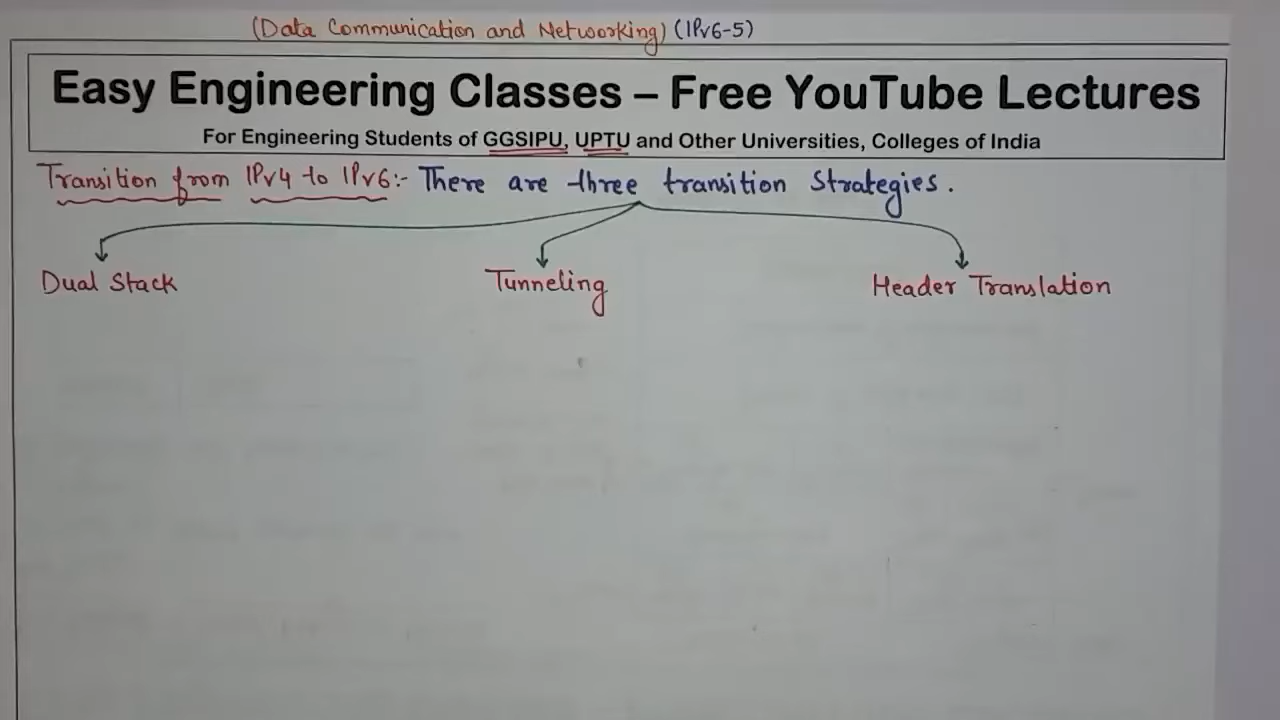 (Data Communication and Networking) (IPv6-5)
Easy Engineering Classes – Free YouTube Lectures
For Engineering Students of GGSIPU, UPTU and Other Universities, Colleges of India
Transition from IPv4 to IPv6:- There are three transition Strategies.
Dual Stack
Tunneling
Header Translation